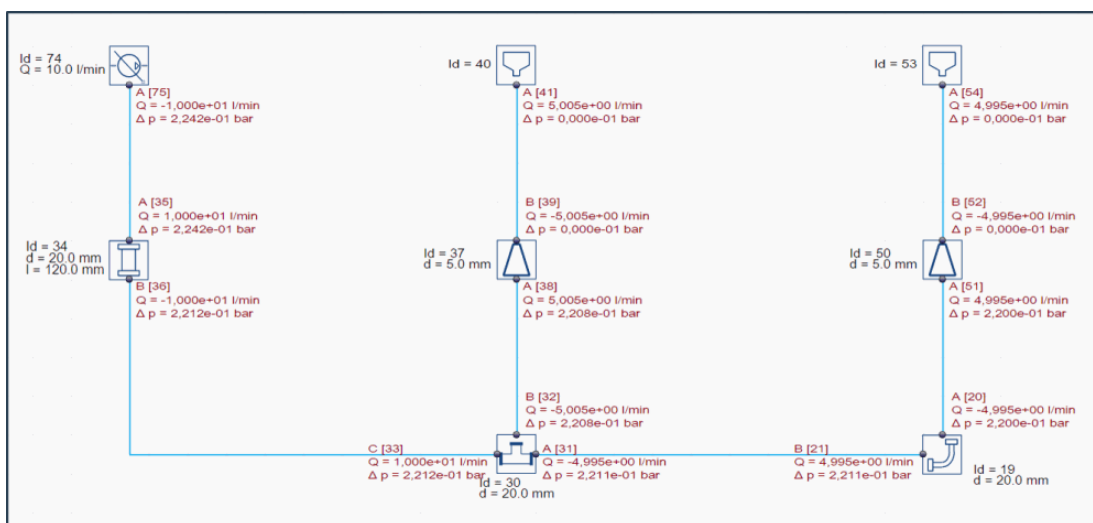 Id = 74
Q = 10.0 l/min
A [75]
Q = -1,000e+01 l/min
Δ p = 2,242e-01 bar
Id = 40
A [41]
Q = 5,005e+00 l/min
Δ p = 0,000e-01 bar
Id = 53
A [54]
Q = 4,995e+00 l/min
Δ p = 0,000e-01 bar
A [35]
Q = 1,000e+01 l/min
Δ p = 2,242e-01 bar
Id = 34
d = 20.0 mm
l = 120.0 mm
B [36]
Q = -1,000e+01 l/min
Δ p = 2,212e-01 bar
B [39]
Q = -5,005e+00 l/min
Δ p = 0,000e-01 bar
Id = 37
d = 5.0 mm
A [38]
Q = 5,005e+00 l/min
Δ p = 2,208e-01 bar
B [52]
Q = -4,995e+00 l/min
Δ p = 0,000e-01 bar
Id = 50
d = 5.0 mm
A [51]
Q = 4,995e+00 l/min
Δ p = 2,200e-01 bar
B [32]
Q = -5,005e+00 l/min
Δ p = 2,208e-01 bar
A [20]
Q = -4,995e+00 l/min
Δ p = 2,200e-01 bar
C [33]
Q = 1,000e+01 l/min
Δ p = 2,212e-01 bar
Id = 30
d = 20.0 mm
A [31]
Q = -4,995e+00 l/min
Δ p = 2,211e-01 bar
B [21]
Q = 4,995e+00 l/min
Δ p = 2,211e-01 bar
Id = 19
d = 20.0 mm